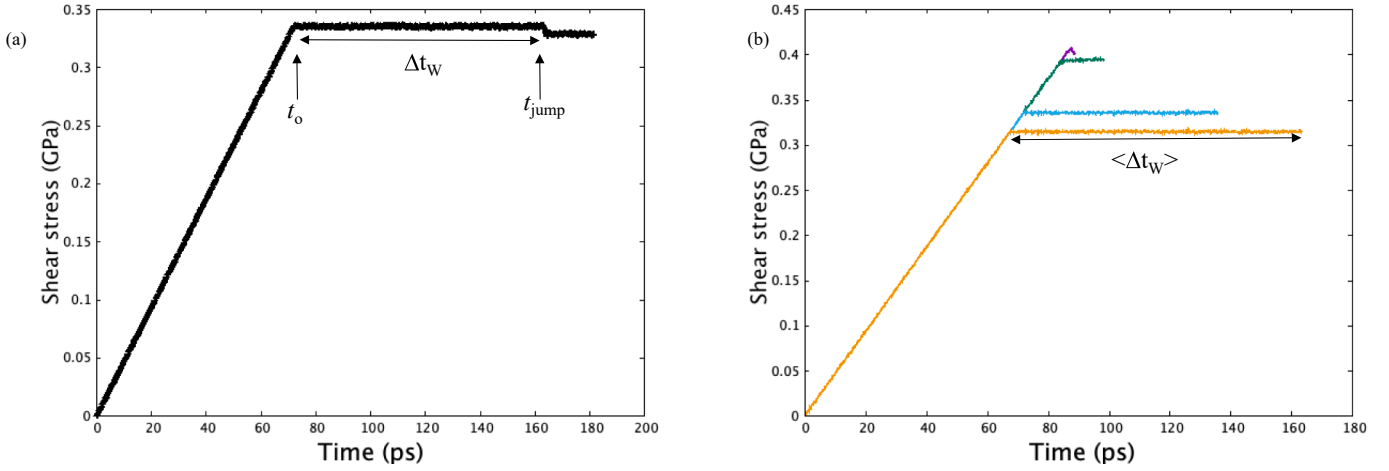 (a)
Shear stress (GPa)
0.35
0.3
0.25
0.2
0.15
0.1
0.05
0
ΔtW
to
tjump
0 20 40 60 80 100 120 140 160 180 200
Time (ps)
(b)
Shear stress (GPa)
0.45
0.4
0.35
0.3
0.25
0.2
0.15
0.1
0.05
0
<ΔtW>
0 20 40 60 80 100 120 140 160 180
Time (ps)